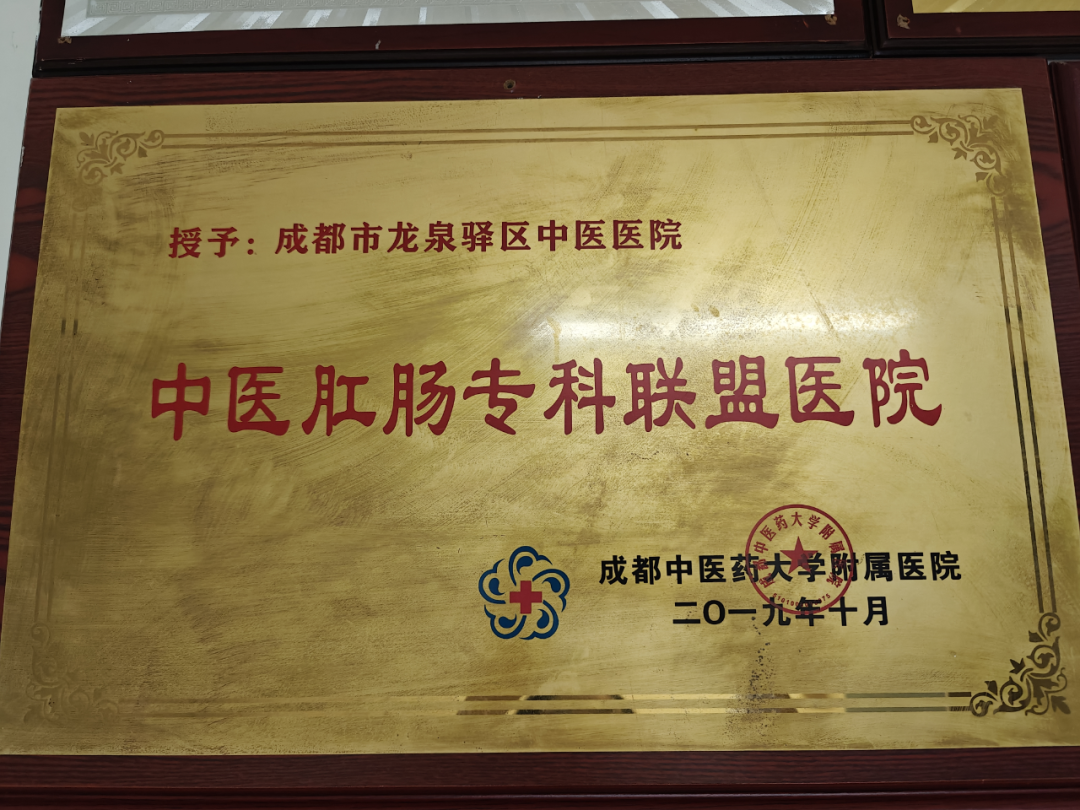 授予：成都市龙泉驿区中医医院
中医肛肠专科联盟医院
成都中医药大学附属医院
二〇一九年十月